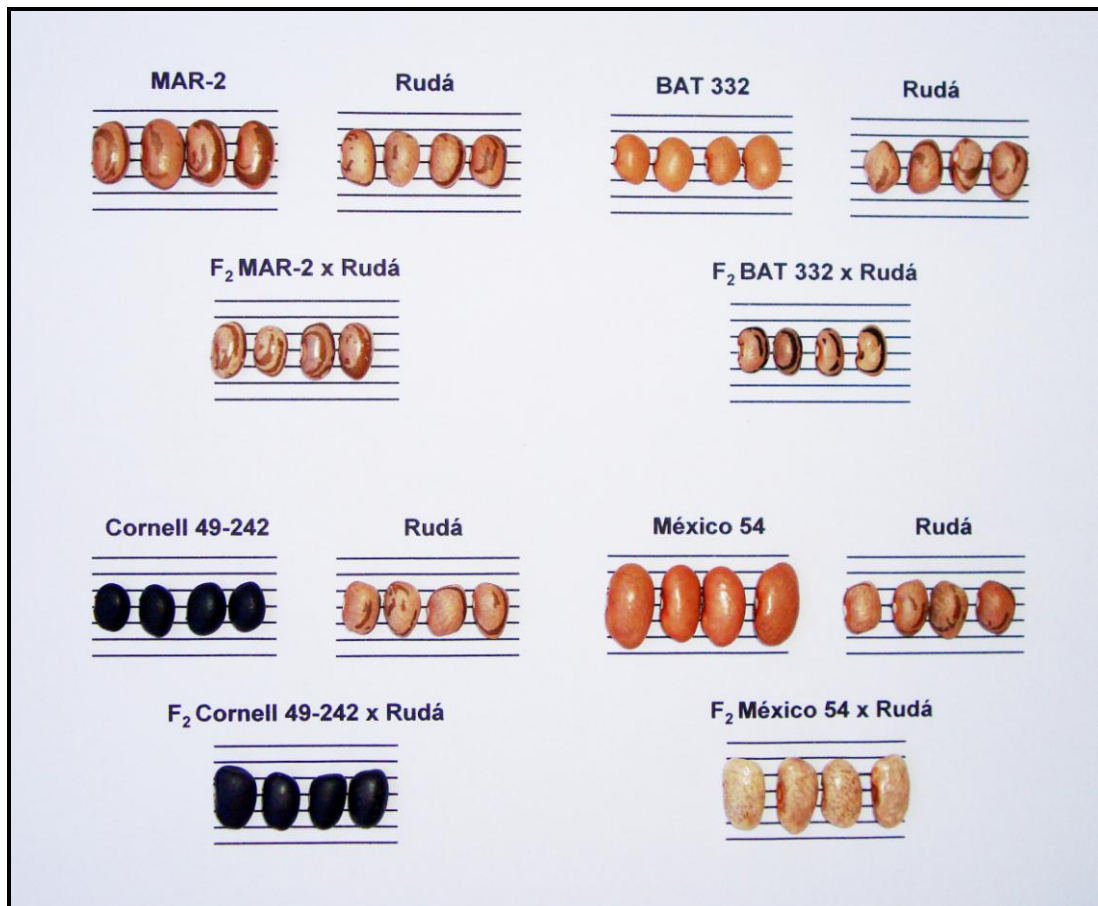 MAR-2 Rudá BAT 332 Rudá
F₂ MAR-2 x Rudá F₂ BAT 332 x Rudá
Cornell 49-242 Rudá México 54 Rudá
F₂ Cornell 49-242 x Rudá F₂ México 54 x Rudá